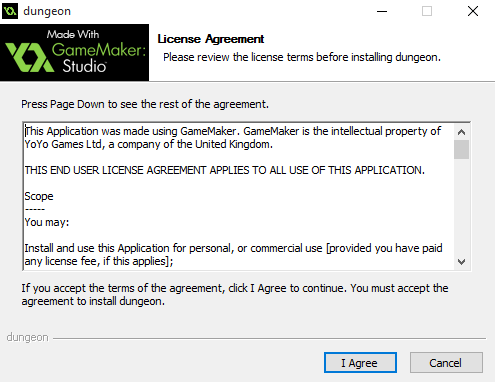 dungeon
Made With
GameMaker:
Studio
License Agreement
Please review the license terms before installing dungeon.
Press Page Down to see the rest of the agreement.
This Application was made using GameMaker. GameMaker is the intellectual property of
YoYo Games Ltd, a company of the United Kingdom.
THIS END USER LICENSE AGREEMENT APPLIES TO ALL USE OF THIS APPLICATION.
Scope
-----
You may:
Install and use this Application for personal, or commercial use [provided you have paid
any license fee, if this applies];
If you accept the terms of the agreement, click I Agree to continue. You must accept the
agreement to install dungeon.
dungeon
I Agree
Cancel